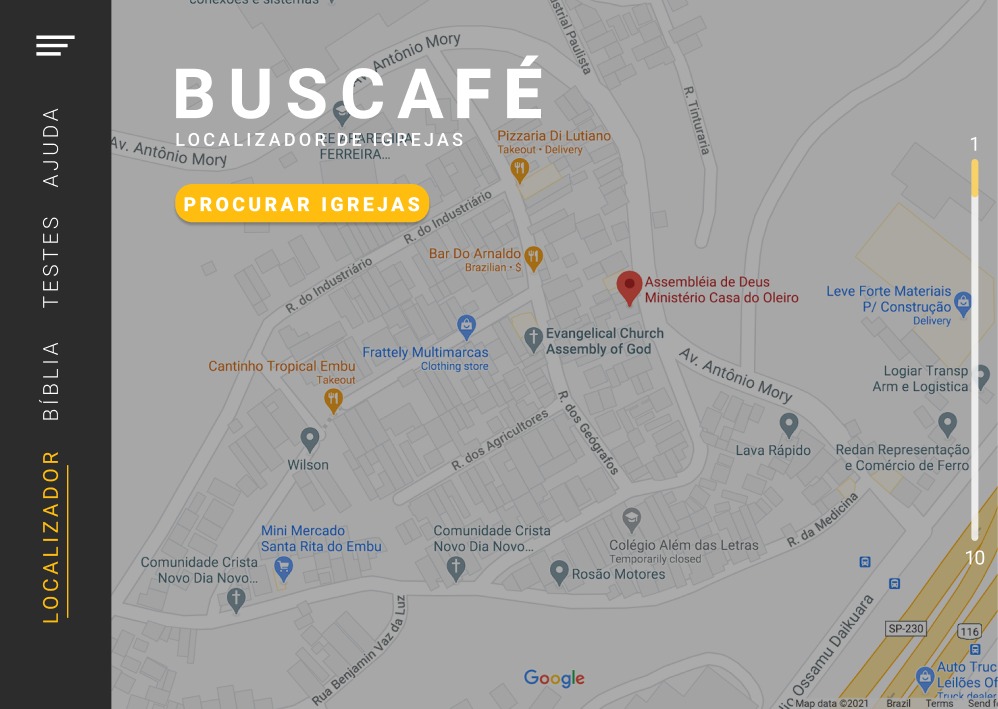 conexões e sistemas
Av. Antônio Mory
BUSCAFÉ
LOCALIZADOR DE IGREJAS
FERREIRA...
PROCURAR IGREJAS
AJUDA
TESTES
BÍBLIA
LOCALIZADOR
Av. Antônio Mory
strial Paulista
R. Tinturaria
Pizzaria Di Lutiano
Takeout • Delivery
R. do Industriário
R. do Industriário
Bar Do Arnaldo
Brazilian • $
Assembléia de Deus
Ministério Casa do Oleiro
Leve Forte Materiais
P/ Construção
Delivery
Evangelical Church
Assembly of God
Frattely Multimarcas
Clothing store
Cantinho Tropical Embu
Takeout
Av. Antônio Mory
Logiar Transp
Arm e Logistica
R. dos Geógrafos
R. dos Agricultores
Wilson
Lava Rápido
Redan Representação
e Comércio de Ferro
R. da Medicina
Mini Mercado
Santa Rita do Embu
Comunidade Crista
Novo Dia Novo...
Comunidade Crista
Novo Dia Novo...
Colégio Além das Letras
Temporarily closed
Rosão Motores
Rua Benjamin Vaz da Luz
lic Ossamu Daikuara
SP-230
116
1
10
Auto Truc
Leilões Of
Truck dealer
Google
Map data ©2021 Brazil Terms Send f